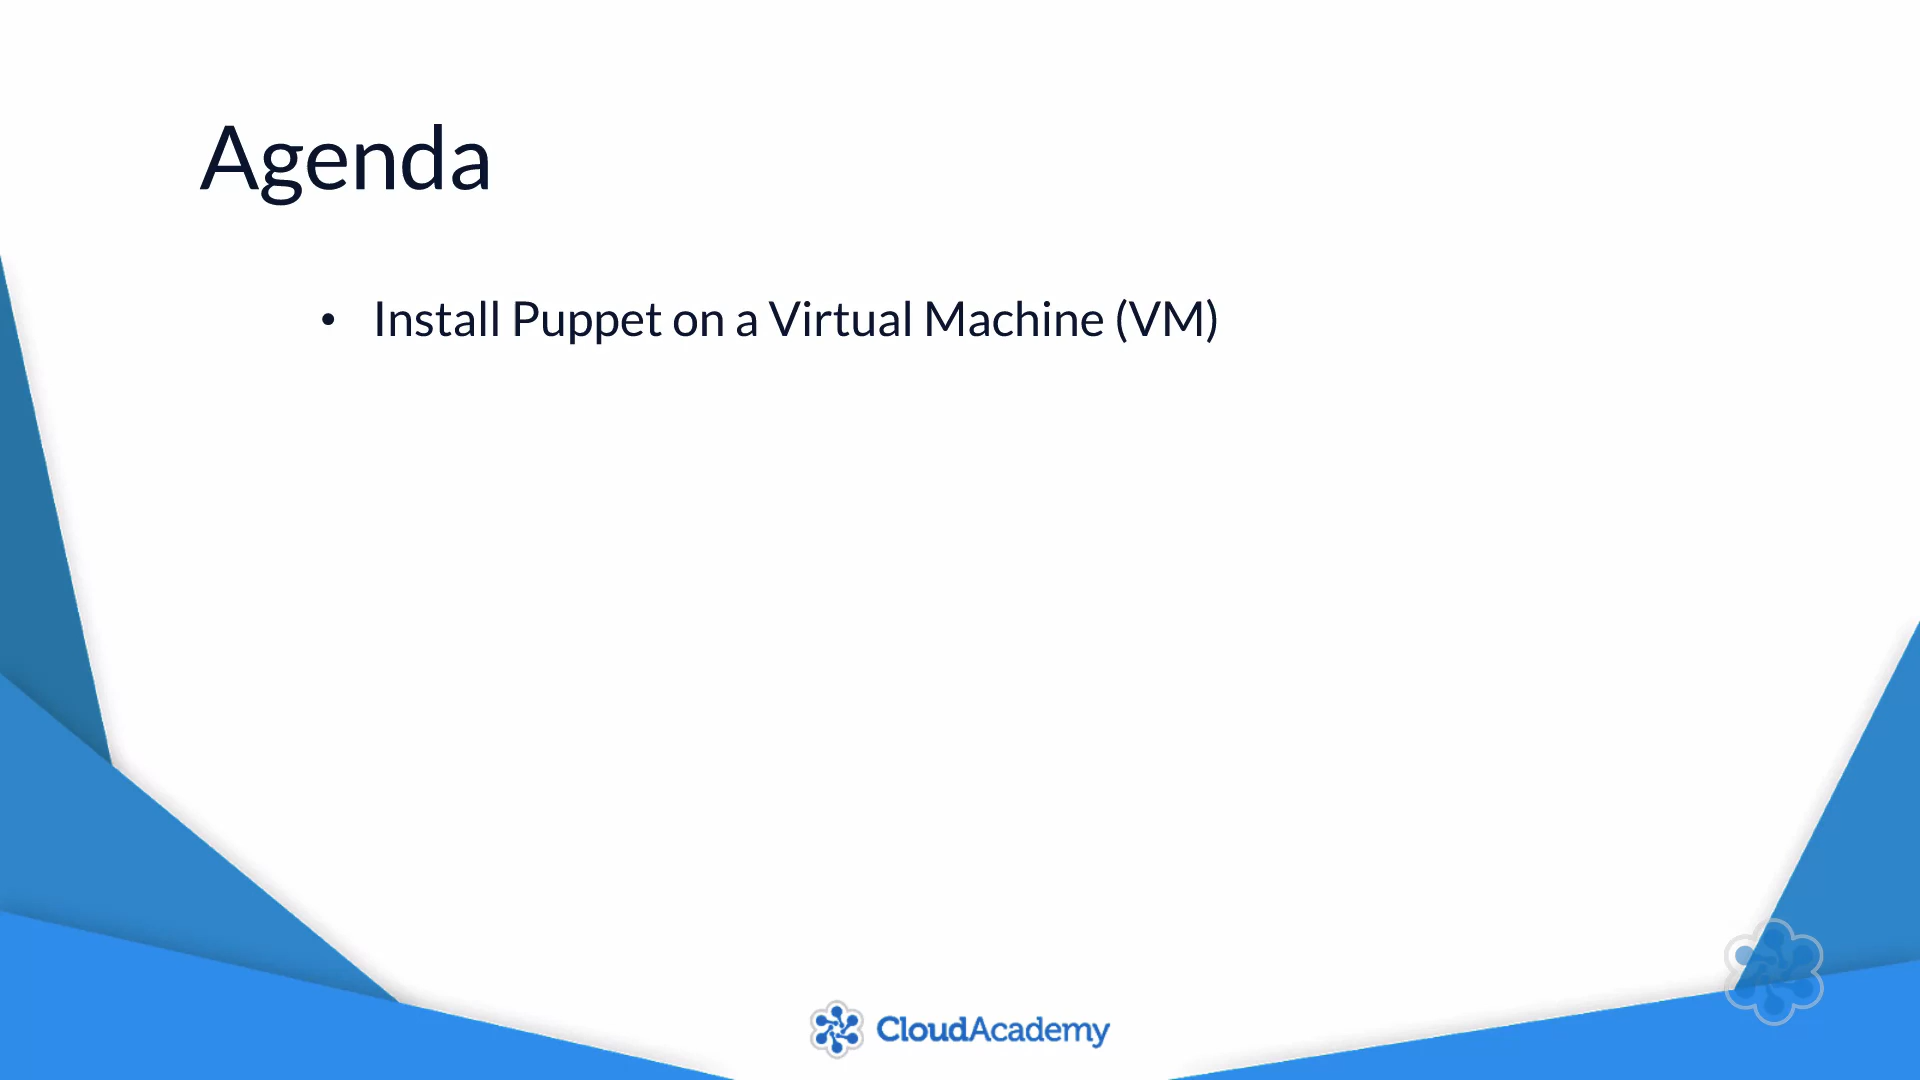 Agenda
• Install Puppet on a Virtual Machine (VM)
CloudAcademy